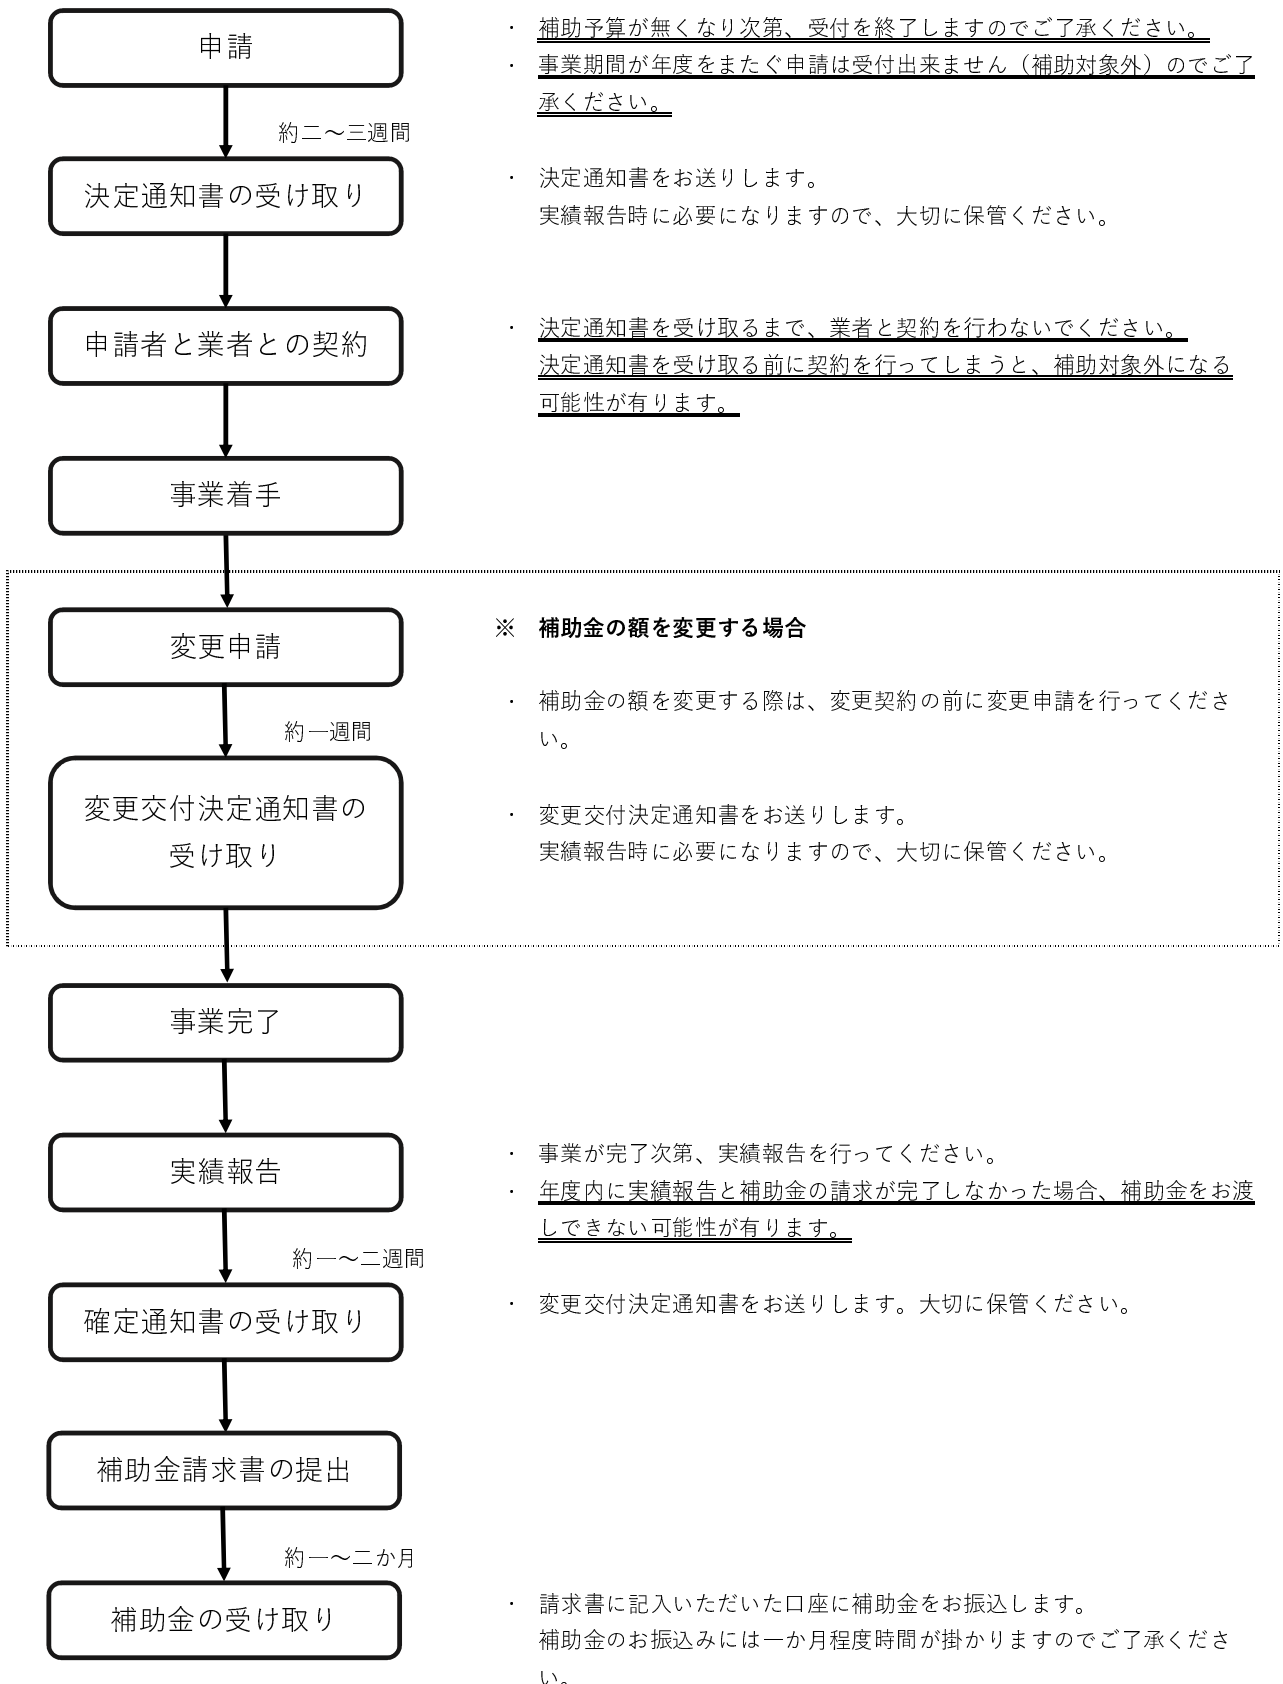 申請
・ 補助予算が無くなり次第、受付を終了しますのでご了承ください。
・ 事業期間が年度をまたぐ申請は受付出来ません（補助対象外）のでご了
承ください。
約二～三週間
決定通知書の受け取り
・ 決定通知書をお送りします。
実績報告時に必要になりますので、大切に保管ください。
申請者と業者との契約
・ 決定通知書を受け取るまで、業者と契約を行わないでください。
決定通知書を受け取る前に契約を行ってしまうと、補助対象外になる
可能性が有ります。
事業着手
変更申請
※ 補助金の額を変更する場合
・ 補助金の額を変更する際は、変更契約の前に変更申請を行ってくださ
い。
約一週間
変更交付決定通知書の
受け取り
・ 変更交付決定通知書をお送りします。
実績報告時に必要になりますので、大切に保管ください。
事業完了
実績報告
・ 事業が完了次第、実績報告を行ってください。
・ 年度内に実績報告と補助金の請求が完了しなかった場合、補助金をお渡
しできない可能性が有ります。
約一～二週間
確定通知書の受け取り
・ 変更交付決定通知書をお送りします。大切に保管ください。
補助金請求書の提出
約一～二か月
補助金の受け取り
・ 請求書に記入いただいた口座に補助金をお振込します。
補助金のお振込みには一か月程度時間が掛かりますのでご了承くださ
い。